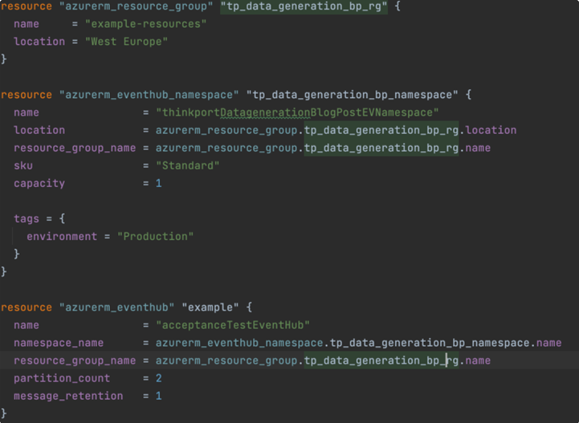 resource "azurerm_resource_group" "tp_data_generation_bp_rg" {
  name     = "example-resources"
  location = "West Europe"
}
resource "azurerm_eventhub_namespace" "tp_data_generation_bp_namespace" {
  name                = "thinkportDatagenerationBlogPostEVNamespace"
  location            = azurerm_resource_group.tp_data_generation_bp_rg.location
  resource_group_name = azurerm_resource_group.tp_data_generation_bp_rg.name
  sku                 = "Standard"
  capacity            = 1
  tags = {
    environment = "Production"
  }
}
resource "azurerm_eventhub" "example" {
  name                = "acceptanceTestEventHub"
  namespace_name      = azurerm_eventhub_namespace.tp_data_generation_bp_namespace.name
  resource_group_name = azurerm_resource_group.tp_data_generation_bp_rg.name
  partition_count     = 2
  message_retention   = 1
}